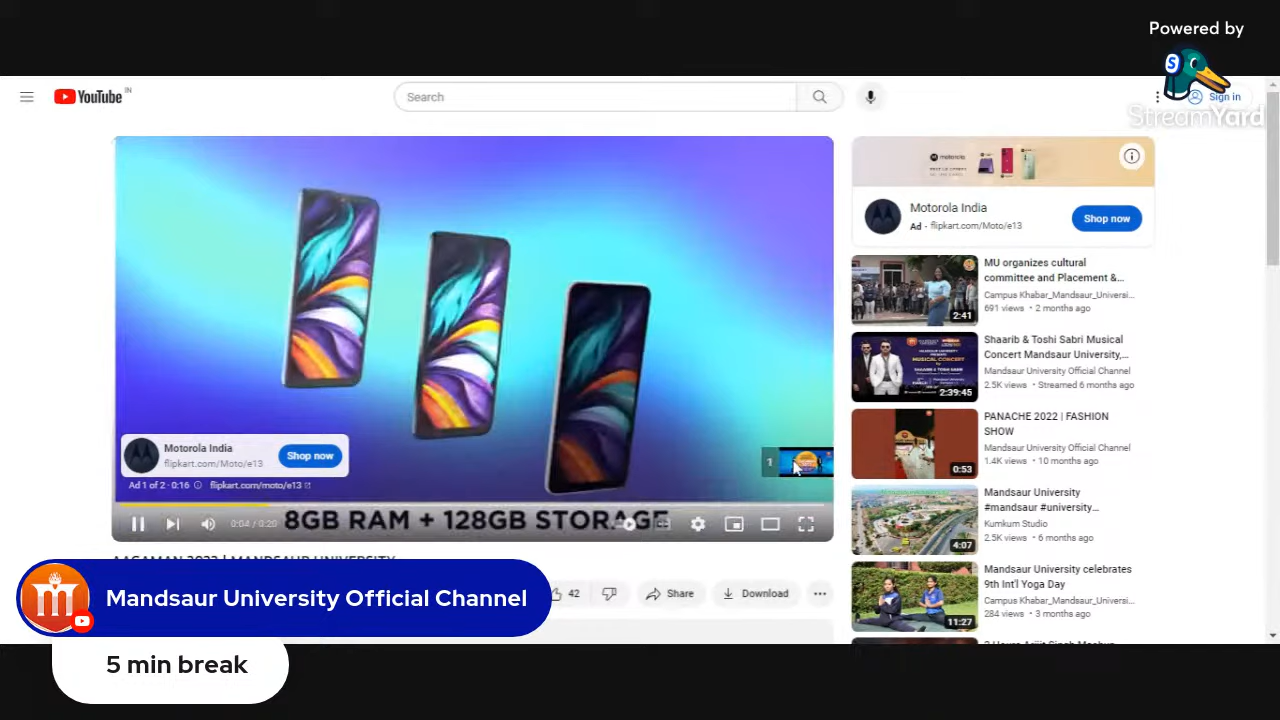 Powered by
StreamYard
YouTube IN
Search
Sign in
8GB RAM + 128GB STORAGE
Motorola India
flipkart.com/Moto/e13
Shop now
Ad 1 of 2 · 0:16
flipkart.com/moto/e13
1
0:04 / 0:20
AAGAMAN 2023 | MANDSAUR UNIVERSITY
42
Share
Download
motorola
Motorola India
Ad · flipkart.com/Moto/e13
Shop now
MU organizes cultural
committee and Placement &...
Campus Khabar_Mandsaur_Universi...
691 views • 2 months ago
2:41
Shaarib & Toshi Sabri Musical
Concert Mandsaur University,...
Mandsaur University Official Channel
2.5K views • Streamed 6 months ago
2:39:45
PANACHE 2022 | FASHION
SHOW
Mandsaur University Official Channel
1.4K views • 10 months ago
0:53
Mandsaur University
#mandsaur #university...
Kumkum Studio
2.5K views • 6 months ago
4:07
Mandsaur University celebrates
9th Int'l Yoga Day
Campus Khabar_Mandsaur_Universi...
284 views • 3 months ago
11:27
Mandsaur University Official Channel
5 min break